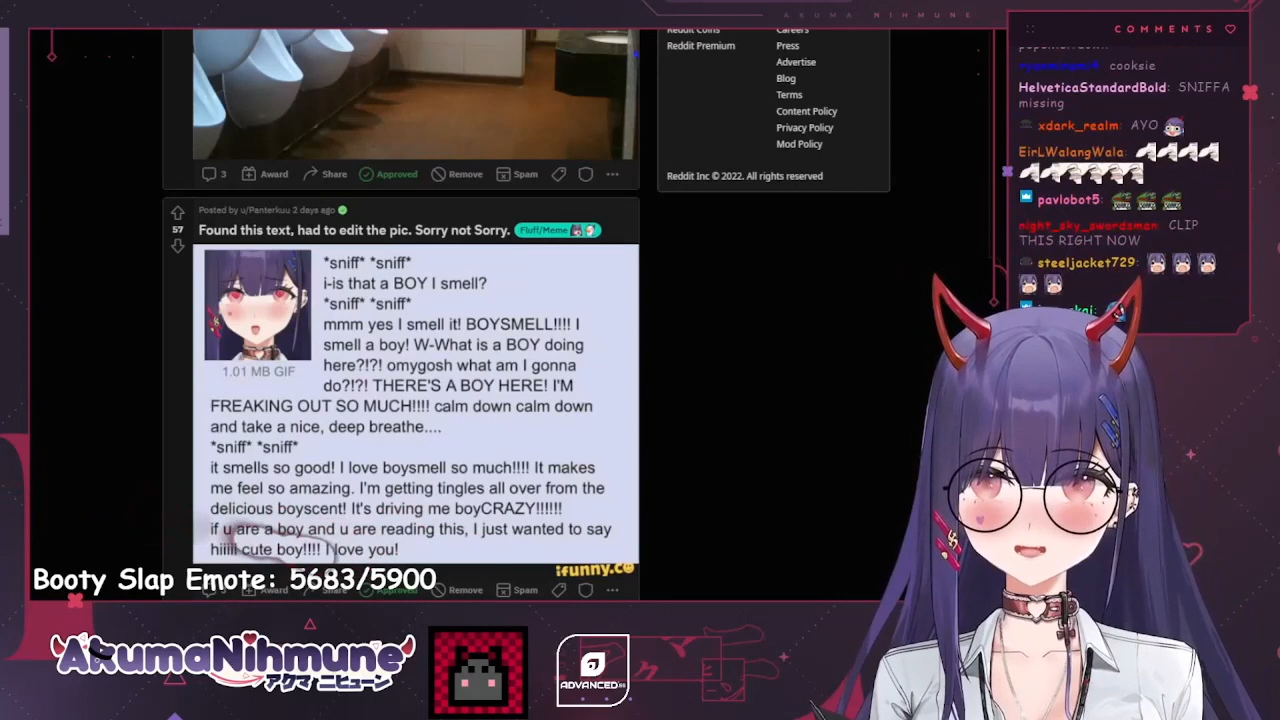 AKUMA NIHMUNE
COMMENTS
Reddit Coins
Careers
Reddit Premium
Press
Advertise
Blog
Terms
Content Policy
Privacy Policy
Mod Policy
Reddit Inc © 2022. All rights reserved
cooksie
HelveticaStandardBold: SNIFFA
missing
xdark_realm: AYO
EirLWalangWala:
pavlobot5:
night_sky_swordsman: CLIP
THIS RIGHT NOW
steeljacket729:
3 Award Share Approved Remove Spam
Posted by u/Panterkuu 2 days ago
57
Found this text, had to edit the pic. Sorry not Sorry. Fluff/Meme
*sniff* *sniff*
i-is that a BOY I smell?
*sniff* *sniff*
mmm yes I smell it! BOYSMELL!!!! I
smell a boy! W-What is a BOY doing
here?!?! omygosh what am I gonna
do?!?! THERE'S A BOY HERE! I'M
1.01 MB GIF
FREAKING OUT SO MUCH!!!! calm down calm down
and take a nice, deep breathe....
*sniff* *sniff*
it smells so good! I love boysmell so much!!!! It makes
me feel so amazing. I'm getting tingles all over from the
delicious boyscent! It's driving me boyCRAZY!!!!!!
if u are a boy and u are reading this, I just wanted to say
hiiiii cute boy!!!! I love you!
ifunny.co
Award Share Approved Remove Spam
Booty Slap Emote: 5683/5900
AkumaNihmune
アクマ ニヒューン
ADVANCED